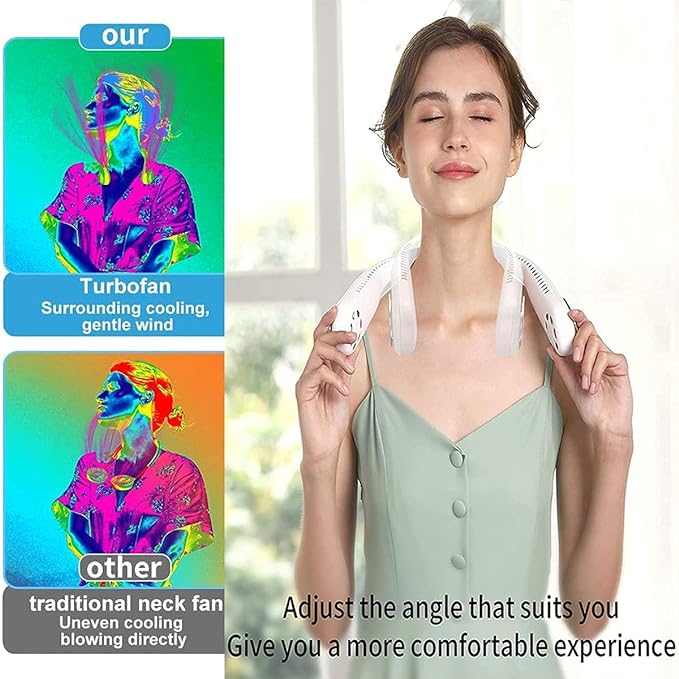 our
Turbofan
Surrounding cooling,
gentle wind
other
traditional neck fan
Uneven cooling
blowing directly
Adjust the angle that suits you
Give you a more comfortable experience